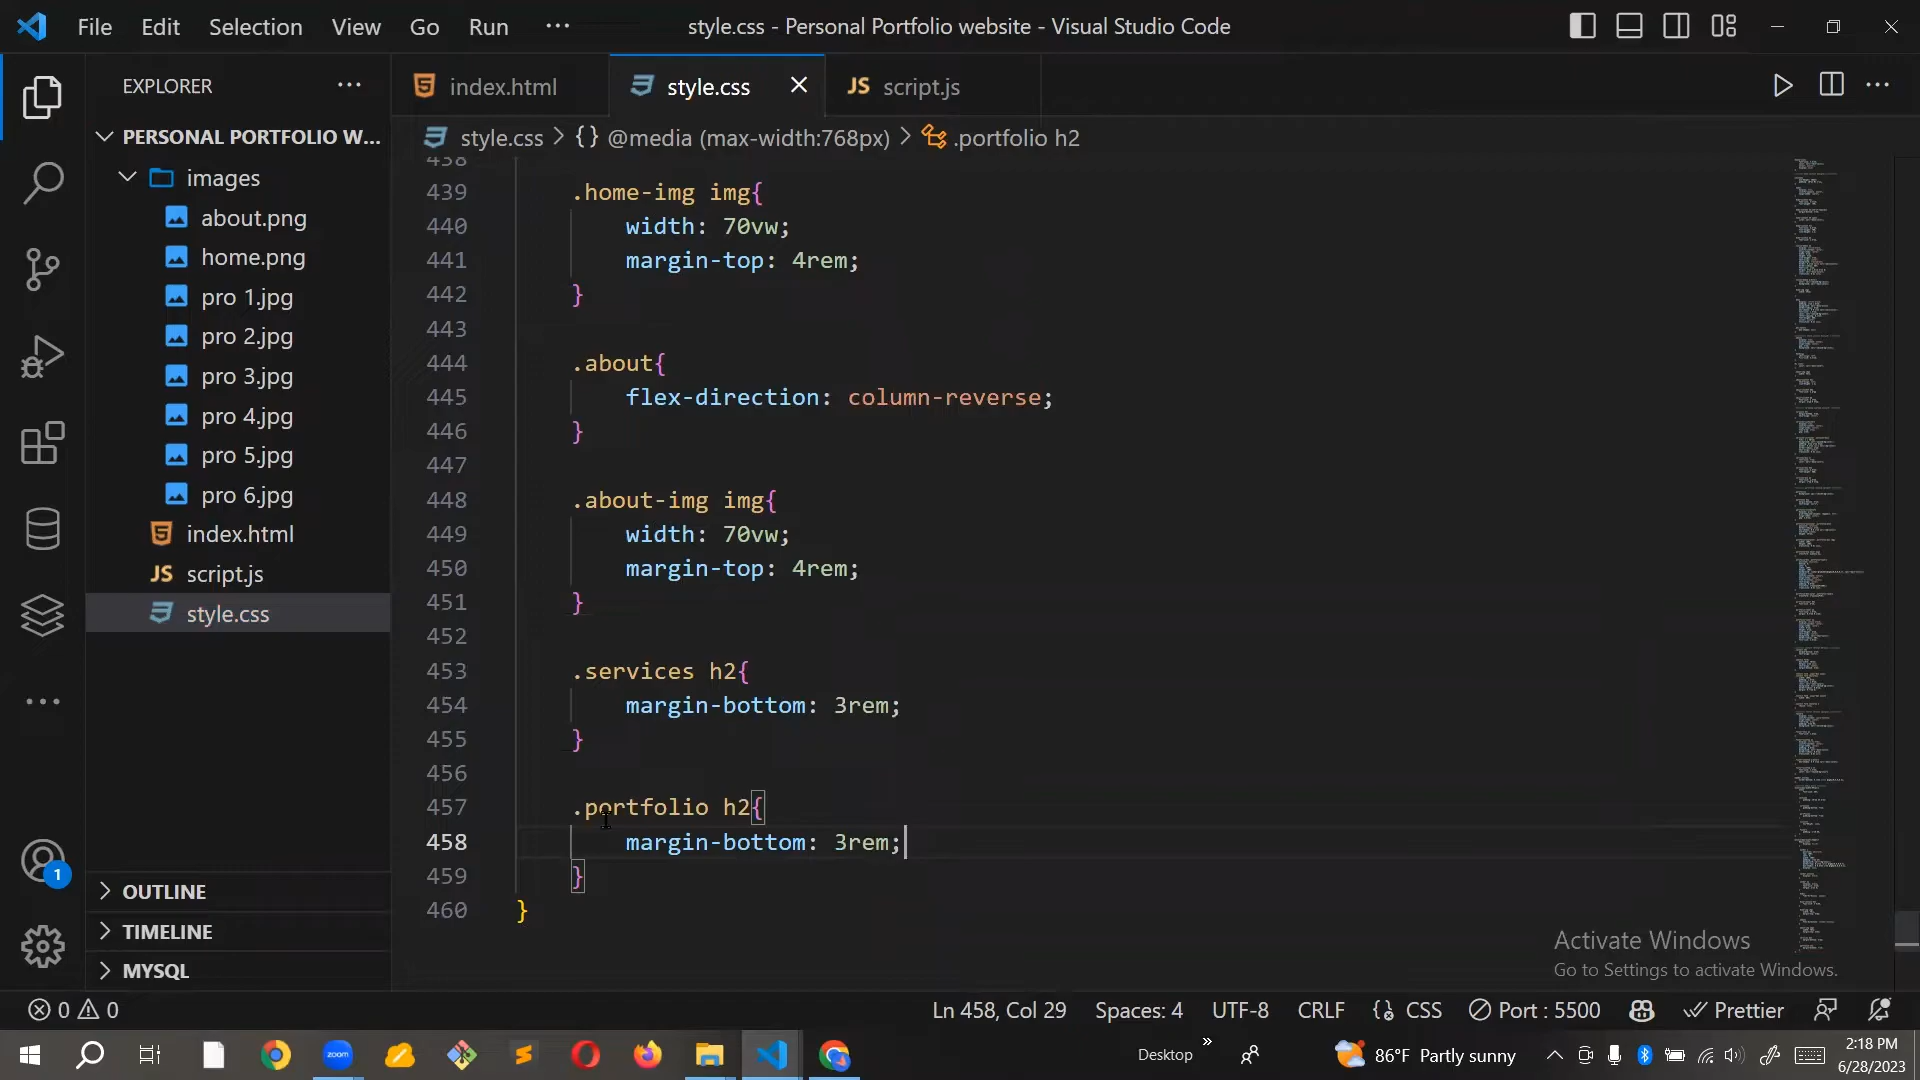 File Edit Selection View Go Run ··· style.css - Personal Portfolio website - Visual Studio Code
EXPLORER ···
index.html style.css script.js
PERSONAL PORTFOLIO W...
style.css > {} @media (max-width:768px) > .portfolio h2
images
about.png
home.png
pro 1.jpg
pro 2.jpg
pro 3.jpg
pro 4.jpg
pro 5.jpg
pro 6.jpg
index.html
JS script.js
style.css
OUTLINE
TIMELINE
MYSQL
438
439 .home-img img{
440 width: 70vw;
441 margin-top: 4rem;
442 }
443
444 .about{
445 flex-direction: column-reverse;
446 }
447
448 .about-img img{
449 width: 70vw;
450 margin-top: 4rem;
451 }
452
453 .services h2{
454 margin-bottom: 3rem;
455 }
456
457 .portfolio h2{
458 margin-bottom: 3rem;
459 }
460 }
Activate Windows
Go to Settings to activate Windows.
1
0 0 Ln 458, Col 29 Spaces: 4 UTF-8 CRLF {} CSS Port : 5500 Prettier
zoom Desktop » 86°F Partly sunny 2:18 PM
6/28/2023